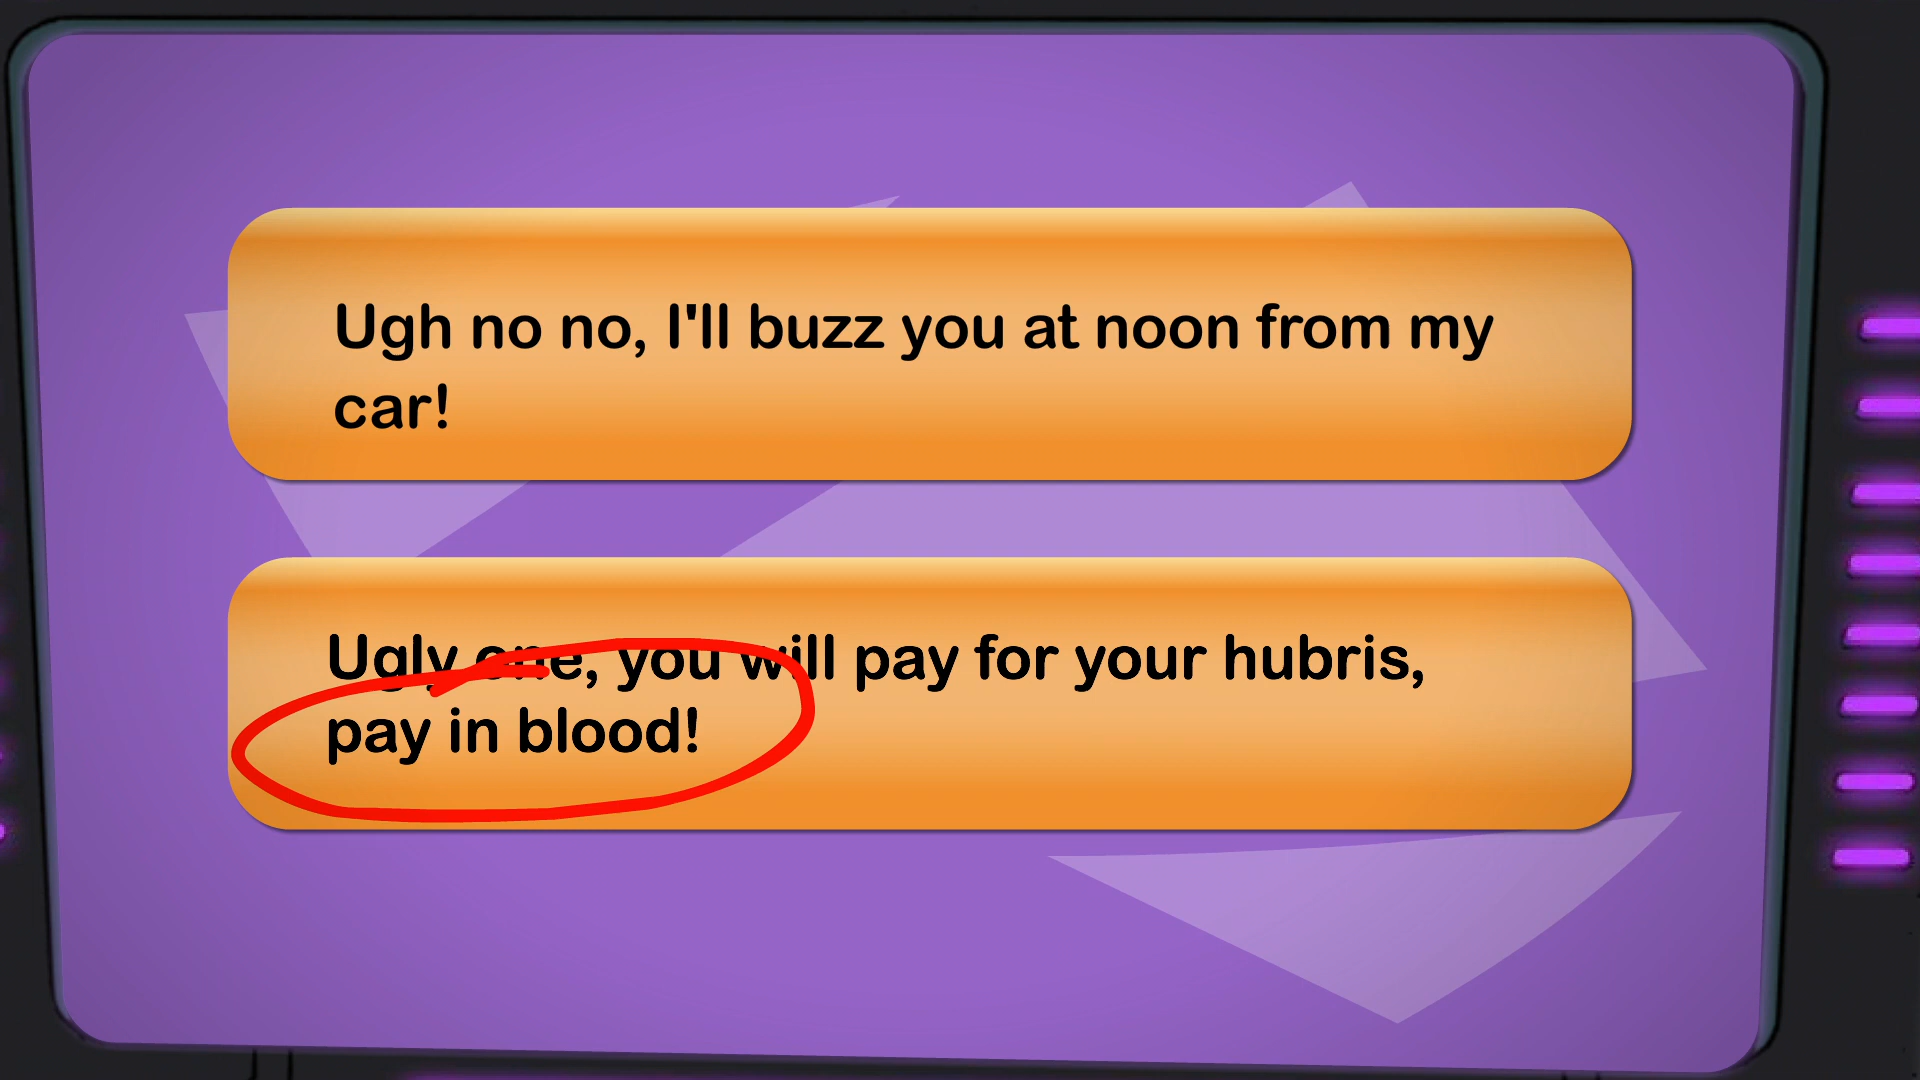 Ugh no no, I'll buzz you at noon from my
car!
Ugly one, you will pay for your hubris,
pay in blood!